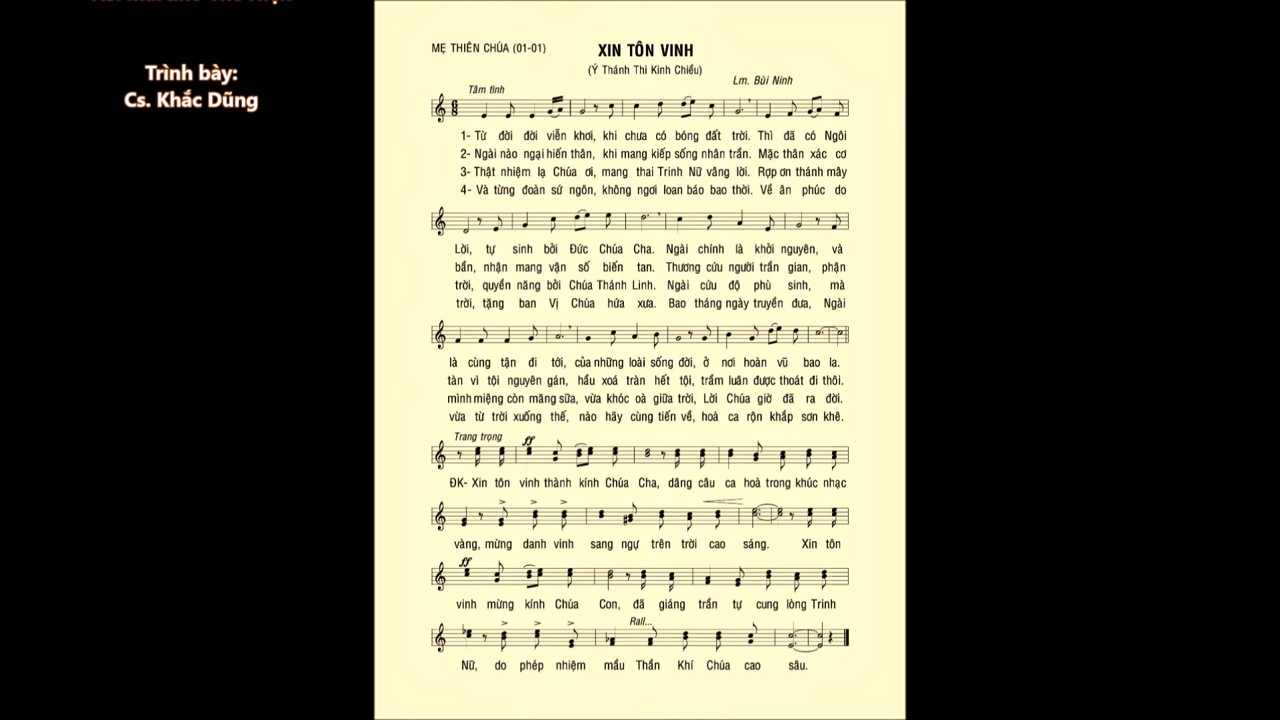 Trình bày:
Cs. Khắc Dũng
MẸ THIÊN CHÚA (01-01)
XIN TÔN VINH
(Ý Thánh Thi Kinh Chiều)
Lm. Bùi Ninh
Tâm tình
1- Từ đời đời viễn khơi, khi chưa có bóng đất trời. Thì đã có Ngôi
2- Ngài nào ngại hiến thân, khi mang kiếp sống nhân trần. Mặc thân xác cơ
3- Thật nhiệm lạ Chúa ơi, mang thai Trinh Nữ vâng lời. Rợp ơn thánh mây
4- Và từng đoàn sứ ngôn, không ngơi loan báo bao thời. Về ân phúc do
Lời, tự sinh bởi Đức Chúa Cha. Ngài chính là khởi nguyên, và
bần, nhận mang vận số biến tan. Thương cứu người trần gian, phận
trời, quyền năng bởi Chúa Thánh Linh. Ngài cứu độ phù sinh, mà
trời, tặng ban Vị Chúa hứa xưa. Bao tháng ngày truyền đưa, Ngài
là cùng tận đi tới, của những loài sống đời, ở nơi hoàn vũ bao la.
tàn vì tội nguyên gán, hầu xoá tràn hết tội, trầm luân được thoát đi thôi.
mình miệng còn măng sữa, vừa khóc oà giữa trời, Lời Chúa giờ đã ra đời.
vừa từ trời xuống thế, nào hãy cùng tiến về, hoà ca rộn khắp sơn khê.
Trang trọng
ff
ĐK- Xin tôn vinh thành kính Chúa Cha, dâng câu ca hoà trong khúc nhạc
vàng, mừng danh vinh sang ngự trên trời cao sáng. Xin tôn
ff
vinh mừng kính Chúa Con, đã giáng trần tự cung lòng Trinh
Rall...
Nữ, do phép nhiệm mầu Thần Khí Chúa cao sâu.